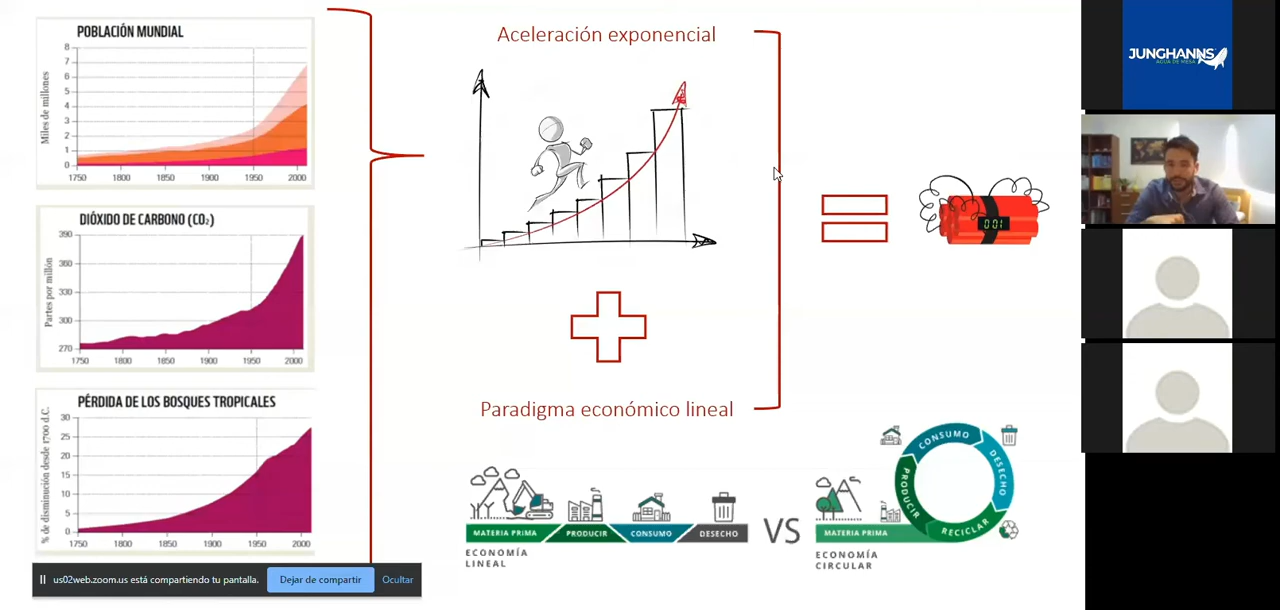 POBLACIÓN MUNDIAL
Miles de millones
8
7
6
5
4
3
2
1
0
1750
1800
1850
1900
1950
2000
DIÓXIDO DE CARBONO (CO₂)
Partes por millón
390
360
330
300
270
1750
1800
1850
1900
1950
2000
PÉRDIDA DE LOS BOSQUES TROPICALES
% de disminución desde 1700 d.C.
30
25
20
15
10
5
0
1750
1800
1850
1900
1950
2000
us02web.zoom.us está compartiendo tu pantalla.
Dejar de compartir
Ocultar
Aceleración exponencial
Paradigma económico lineal
001
MATERIA PRIMA
PRODUCIR
CONSUMO
DESECHO
ECONOMÍA
LINEAL
VS
MATERIA PRIMA
PRODUCIR
CONSUMO
DESECHO
RECICLAR
ECONOMÍA
CIRCULAR
JUNGHANNS
AGUA DE MESA